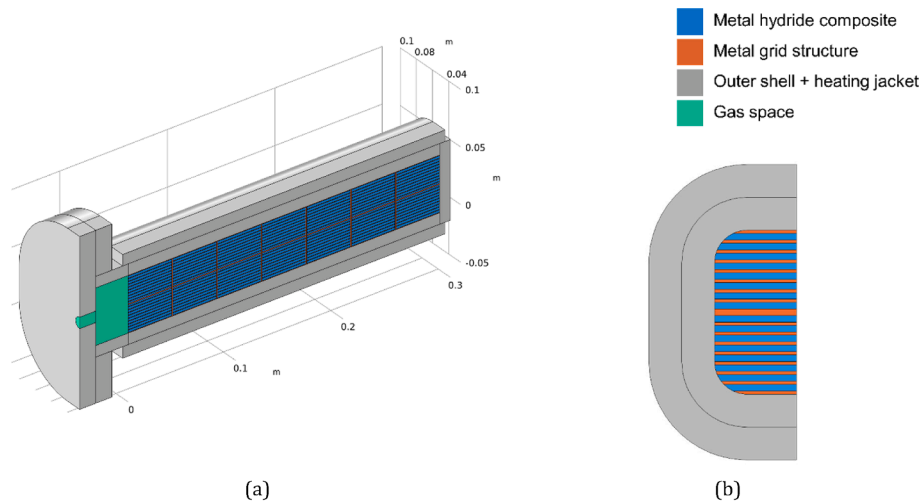 0.1
m
0.08
0.04
0.1
0.05
m
0
-0.05
0.3
0.2
m
0.1
0
(a)
Metal hydride composite
Metal grid structure
Outer shell + heating jacket
Gas space
(b)